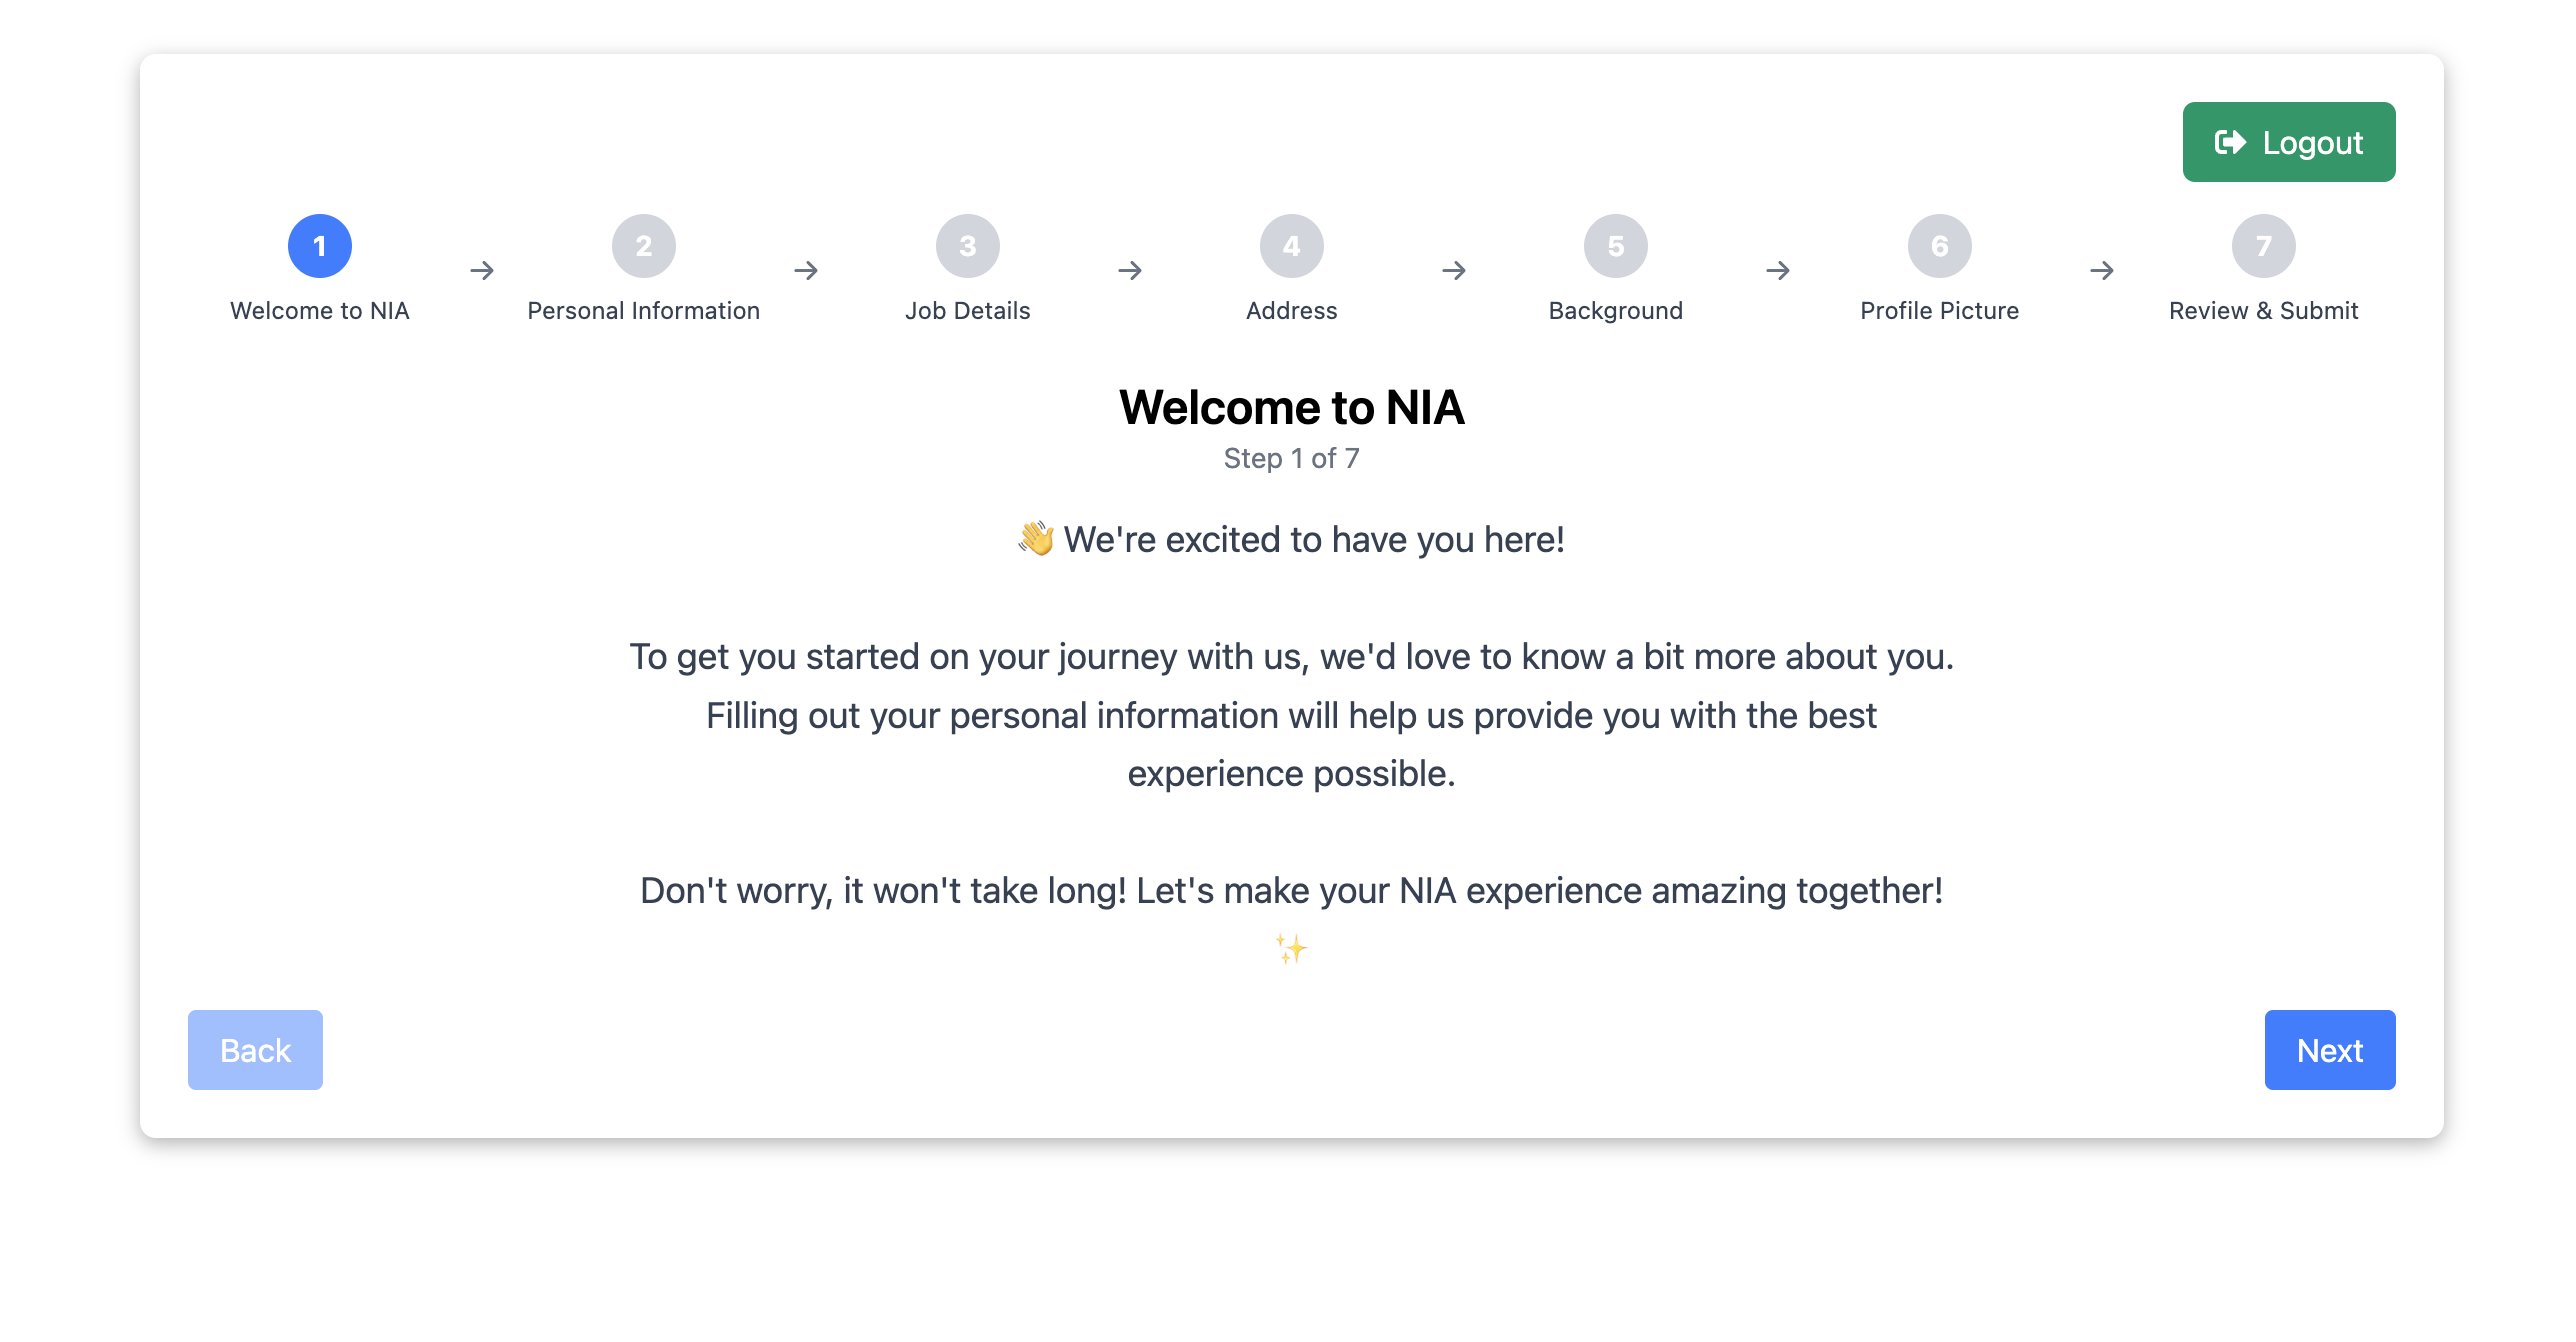 Logout
1
2
3
4
5
6
7
Welcome to NIA
Personal Information
Job Details
Address
Background
Profile Picture
Review & Submit
Welcome to NIA
Step 1 of 7
👋 We're excited to have you here!
To get you started on your journey with us, we'd love to know a bit more about you.
Filling out your personal information will help us provide you with the best
experience possible.
Don't worry, it won't take long! Let's make your NIA experience amazing together!
✨
Back
Next